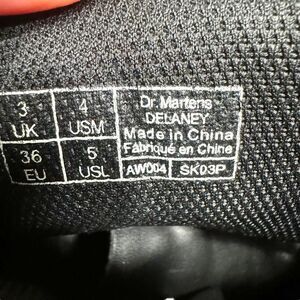 3 UK
4 USM
36 EU
5 USL
Dr. Martens
DELANEY
Made in China
Fabriqué en Chine
AW004 SK03P